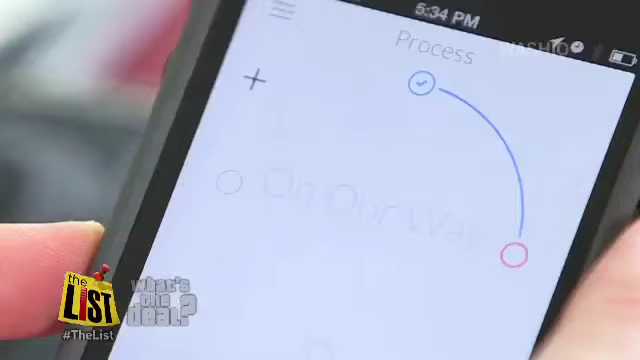 5:34 PM
Process
WASHIO
On Our Way
the
LIST
what's
the
deal?
#TheList